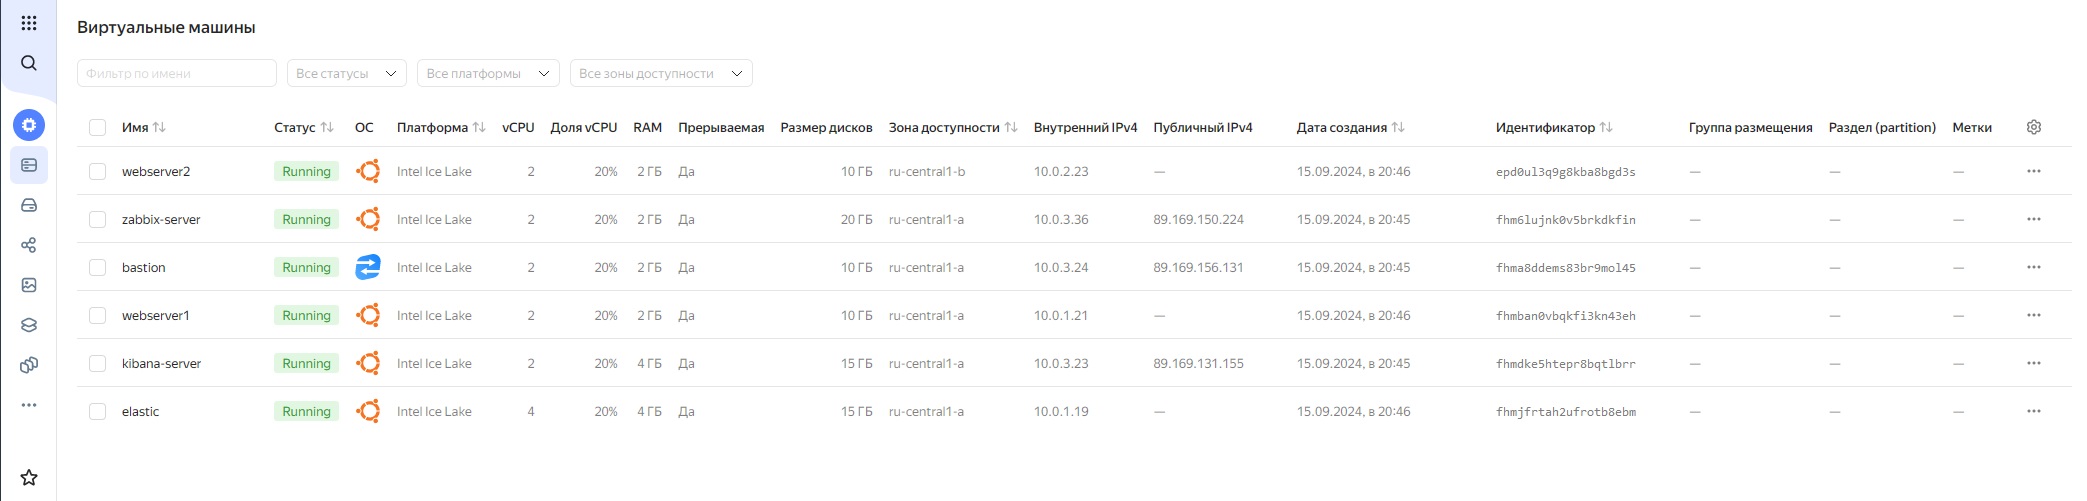 Виртуальные машины
Фильтр по имени Все статусы Все платформы Все зоны доступности
Имя Статус ОС Платформа vCPU Доля vCPU RAM Прерываемая Размер дисков Зона доступности Внутренний IPv4 Публичный IPv4 Дата создания Идентификатор Группа размещения Раздел (partition) Метки
webserver2 Running Intel Ice Lake 2 20% 2 ГБ Да 10 ГБ ru-central1-b 10.0.2.23 — 15.09.2024, в 20:46 epd0ul3q9g8kba8bgd3s — — —
zabbix-server Running Intel Ice Lake 2 20% 2 ГБ Да 20 ГБ ru-central1-a 10.0.3.36 89.169.150.224 15.09.2024, в 20:45 fhm6lujnk0v5brkdkfin — — —
bastion Running Intel Ice Lake 2 20% 2 ГБ Да 10 ГБ ru-central1-a 10.0.3.24 89.169.156.131 15.09.2024, в 20:45 fhma8ddems83br9mol45 — — —
webserver1 Running Intel Ice Lake 2 20% 2 ГБ Да 10 ГБ ru-central1-a 10.0.1.21 — 15.09.2024, в 20:46 fhmban0vbqkfi3kn43eh — — —
kibana-server Running Intel Ice Lake 2 20% 4 ГБ Да 15 ГБ ru-central1-a 10.0.3.23 89.169.131.155 15.09.2024, в 20:45 fhmdke5htepr8bqtlbrr — — —
elastic Running Intel Ice Lake 4 20% 4 ГБ Да 15 ГБ ru-central1-a 10.0.1.19 — 15.09.2024, в 20:46 fhmjfrtah2ufrotb8ebm — — —